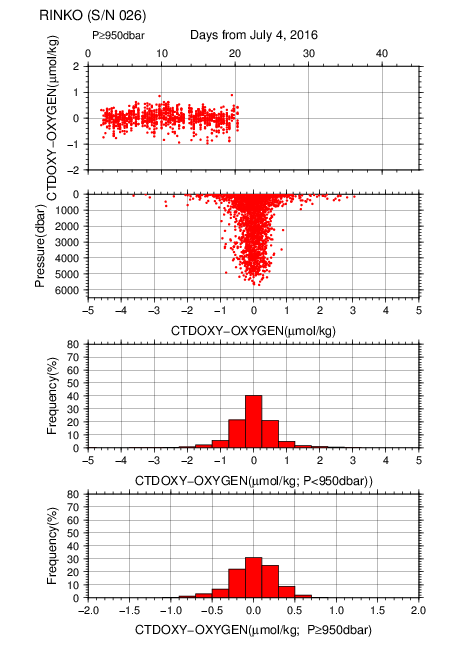 RINKO (S/N 026)
P≥950dbar
Days from July 4, 2016
0 10 20 30 40
CTDOXY−OXYGEN(μmol/kg)
2
1
0
−1
−2
Pressure(dbar)
0
1000
2000
3000
4000
5000
6000
−5 −4 −3 −2 −1 0 1 2 3 4 5
CTDOXY−OXYGEN(μmol/kg)
Frequency(%)
80
70
60
50
40
30
20
10
0
−5 −4 −3 −2 −1 0 1 2 3 4 5
CTDOXY−OXYGEN(μmol/kg; P<950dbar))
Frequency(%)
80
70
60
50
40
30
20
10
0
−2.0 −1.5 −1.0 −0.5 0.0 0.5 1.0 1.5 2.0
CTDOXY−OXYGEN(μmol/kg; P≥950dbar)